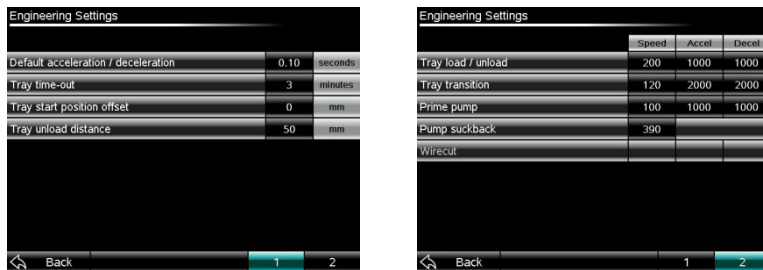 Engineering Settings
Default acceleration / deceleration 0.10 seconds
Tray time-out 3 minutes
Tray start position offset 0 mm
Tray unload distance 50 mm
Back 1 2
Engineering Settings
Speed Accel Decel
Tray load / unload 200 1000 1000
Tray transition 120 2000 2000
Prime pump 100 1000 1000
Pump suckback 390
Wirecut
Back 1 2